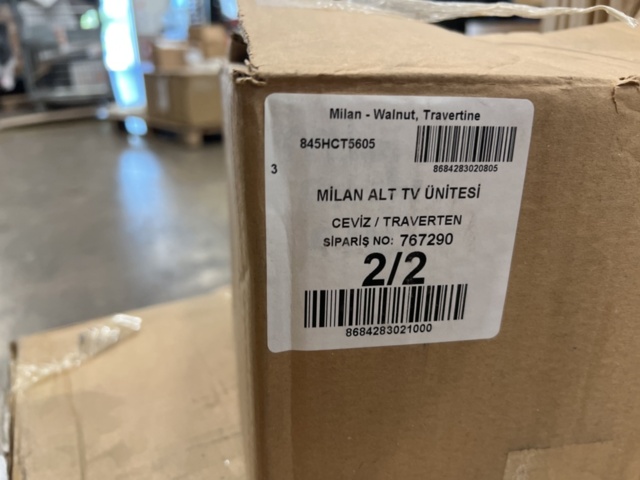 Milan - Walnut, Travertine
845HCT5605
8684283020805
3
MİLAN ALT TV ÜNİTESİ
CEVİZ / TRAVERTEN
SİPARİŞ NO: 767290
2/2
8684283021000